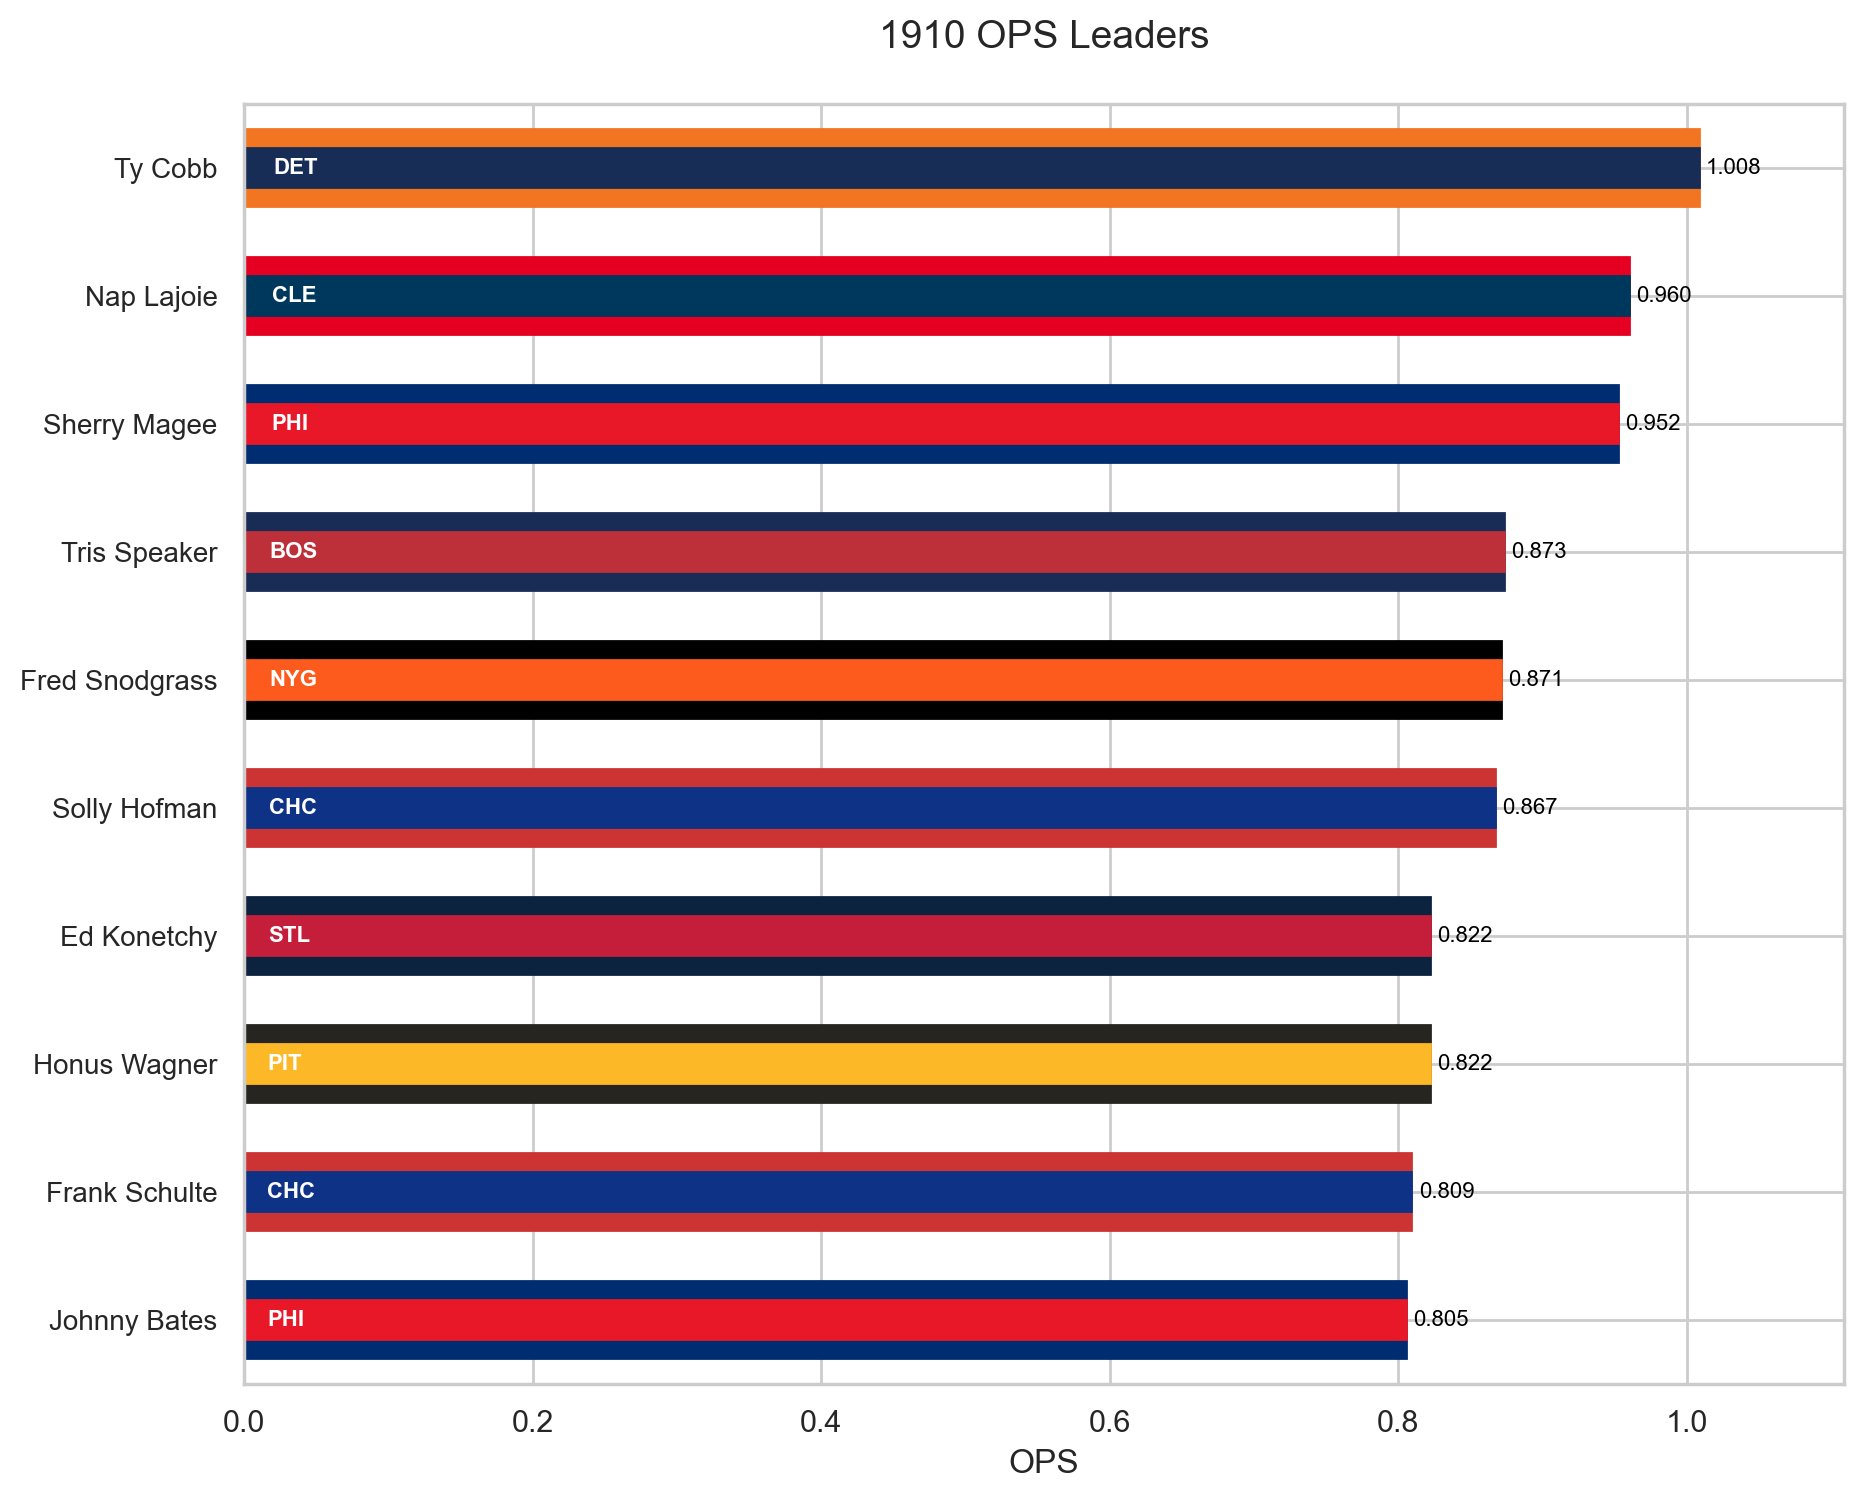 1910 OPS Leaders
Ty Cobb DET 1.008
Nap Lajoie CLE 0.960
Sherry Magee PHI 0.952
Tris Speaker BOS 0.873
Fred Snodgrass NYG 0.871
Solly Hofman CHC 0.867
Ed Konetchy STL 0.822
Honus Wagner PIT 0.822
Frank Schulte CHC 0.809
Johnny Bates PHI 0.805
0.0 0.2 0.4 0.6 0.8 1.0
OPS